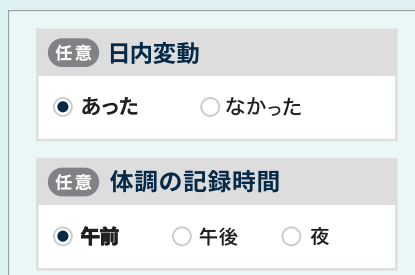 任意 日内変動
あった なかった
任意 体調の記録時間
午前 午後 夜